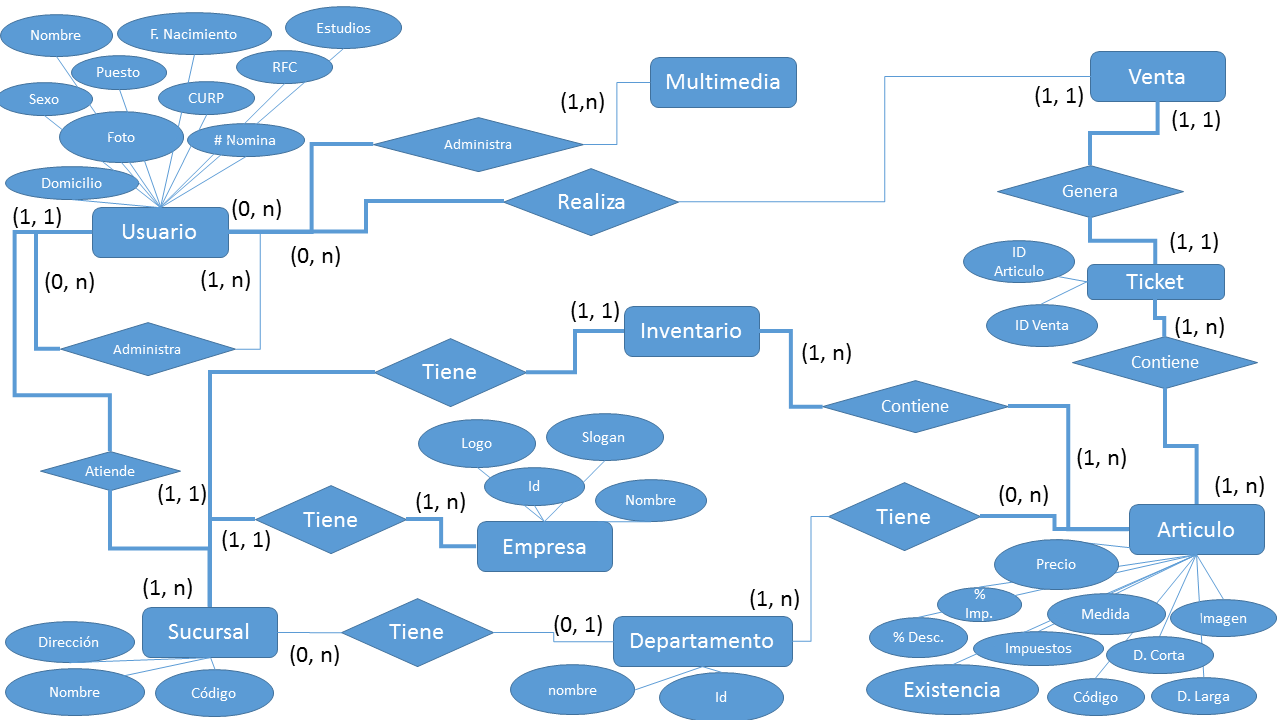 Nombre
F. Nacimiento
Estudios
Puesto
RFC
Sexo
CURP
Foto
# Nomina
Domicilio
Multimedia
Venta
(1,n)
(1, 1)
(1, 1)
Administra
Genera
Realiza
(1, 1)
(0, n)
Usuario
(0, n)
(0, n)
(1, n)
(1, 1)
ID
Articulo
Ticket
ID Venta
(1, n)
Administra
(1, 1)
Inventario
(1, n)
Tiene
Contiene
Contiene
Logo
Slogan
Atiende
Id
Nombre
(1, n)
(1, 1)
(1, n)
(0, n)
(1, n)
Tiene
(1, 1)
Empresa
Tiene
Articulo
Precio
(1, n)
%
Imp.
Medida
Imagen
(1, n)
Sucursal
Tiene
(0, 1)
Departamento
% Desc.
Dirección
(0, n)
Impuestos
D. Corta
Nombre
Código
nombre
Id
Existencia
Código
D. Larga